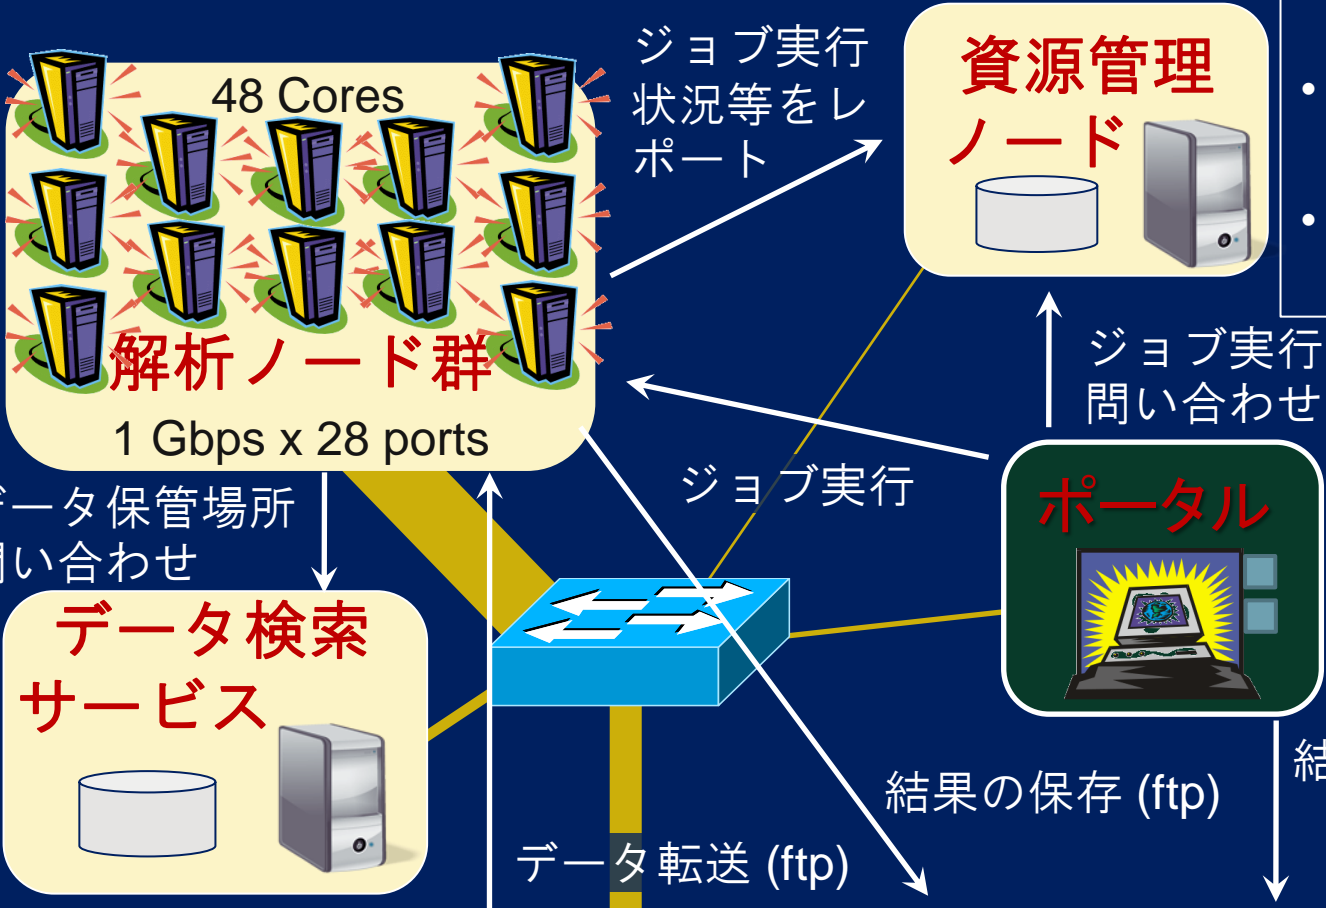 48 Cores
解析ノード群
1 Gbps x 28 ports
ジョブ実行
状況等をレ
ポート
資源管理
ノード
•
•
ジョブ実行
問い合わせ
ジョブ実行
ポータル
データ保管場所
問い合わせ
データ検索
サービス
データ転送 (ftp)
結果の保存 (ftp)
結